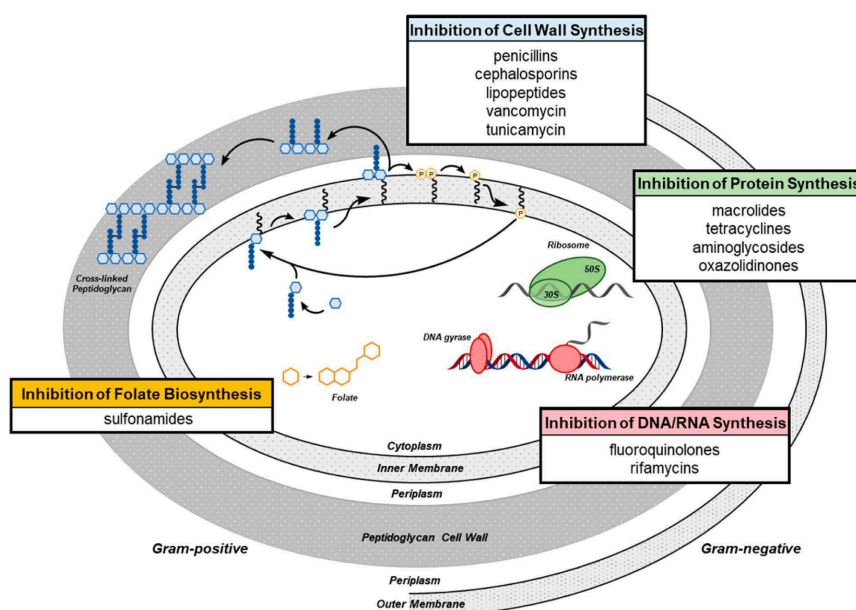 Inhibition of Cell Wall Synthesis
penicillins
cephalosporins
lipopeptides
vancomycin
tunicamycin
P P P
P
Inhibition of Protein Synthesis
macrolides
tetracyclines
aminoglycosides
oxazolidinones
Cross-linked
Peptidoglycan
Ribosome
50S
30S
DNA gyrase
RNA polymerase
Folate
Inhibition of Folate Biosynthesis
sulfonamides
Inhibition of DNA/RNA Synthesis
fluoroquinolones
rifamycins
Cytoplasm
Inner Membrane
Periplasm
Peptidoglycan Cell Wall
Gram-positive
Gram-negative
Periplasm
Outer Membrane